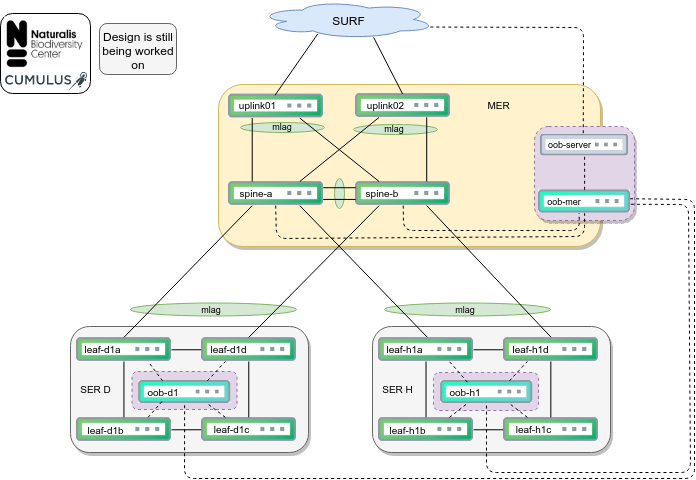 Naturalis
Biodiversity
Center
CUMULUS
Design is still
being worked
on
SURF
uplink01
uplink02
MER
mlag
mlag
oob-server
spine-a
spine-b
oob-mer
mlag
mlag
leaf-d1a
leaf-d1d
leaf-h1a
leaf-h1d
SER D
oob-d1
SER H
oob-h1
leaf-d1b
leaf-d1c
leaf-h1b
leaf-h1c